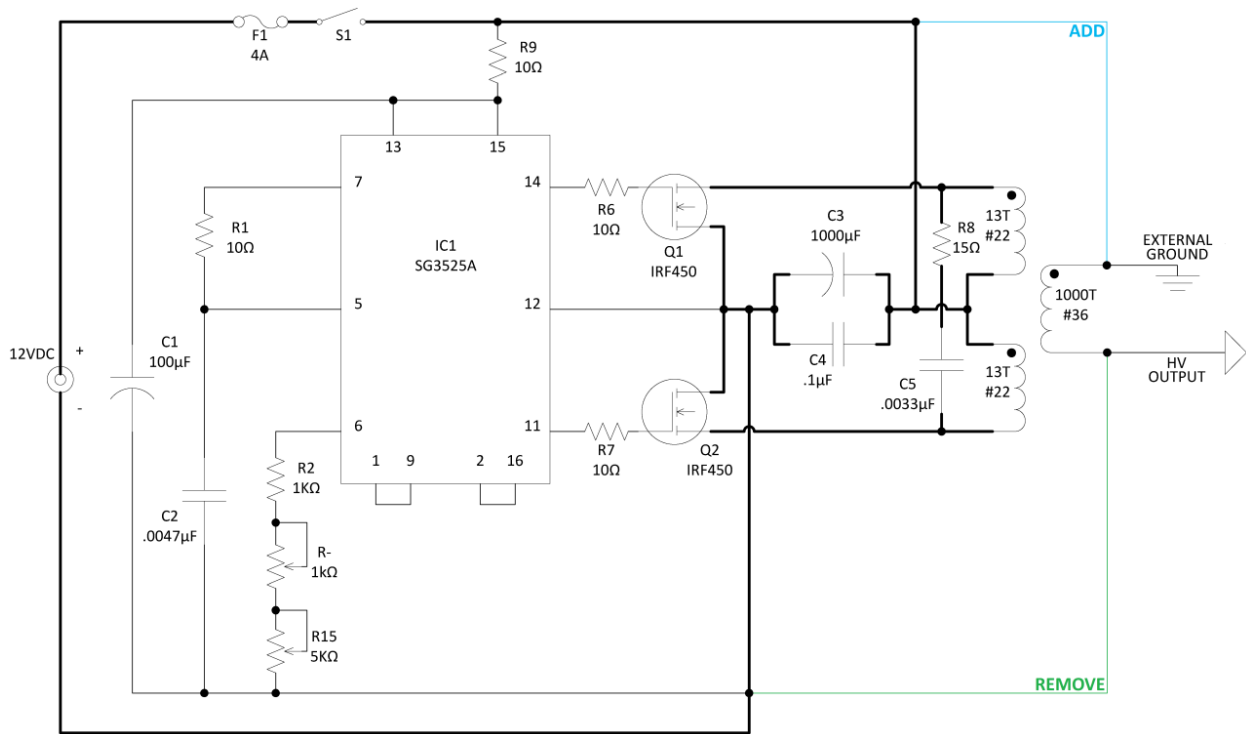 F1
4A
S1
R9
10Ω
ADD
13
15
7
14
R1
10Ω
R6
10Ω
IC1
SG3525A
Q1
IRF450
C3
1000µF
R8
15Ω
13T
#22
EXTERNAL
GROUND
1000T
#36
5
12
12VDC
+
-
C1
100µF
C4
.1µF
C5
.0033µF
13T
#22
HV
OUTPUT
6
11
R2
1KΩ
1
9
2
16
R7
10Ω
Q2
IRF450
C2
.0047µF
R-
1kΩ
R15
5KΩ
REMOVE